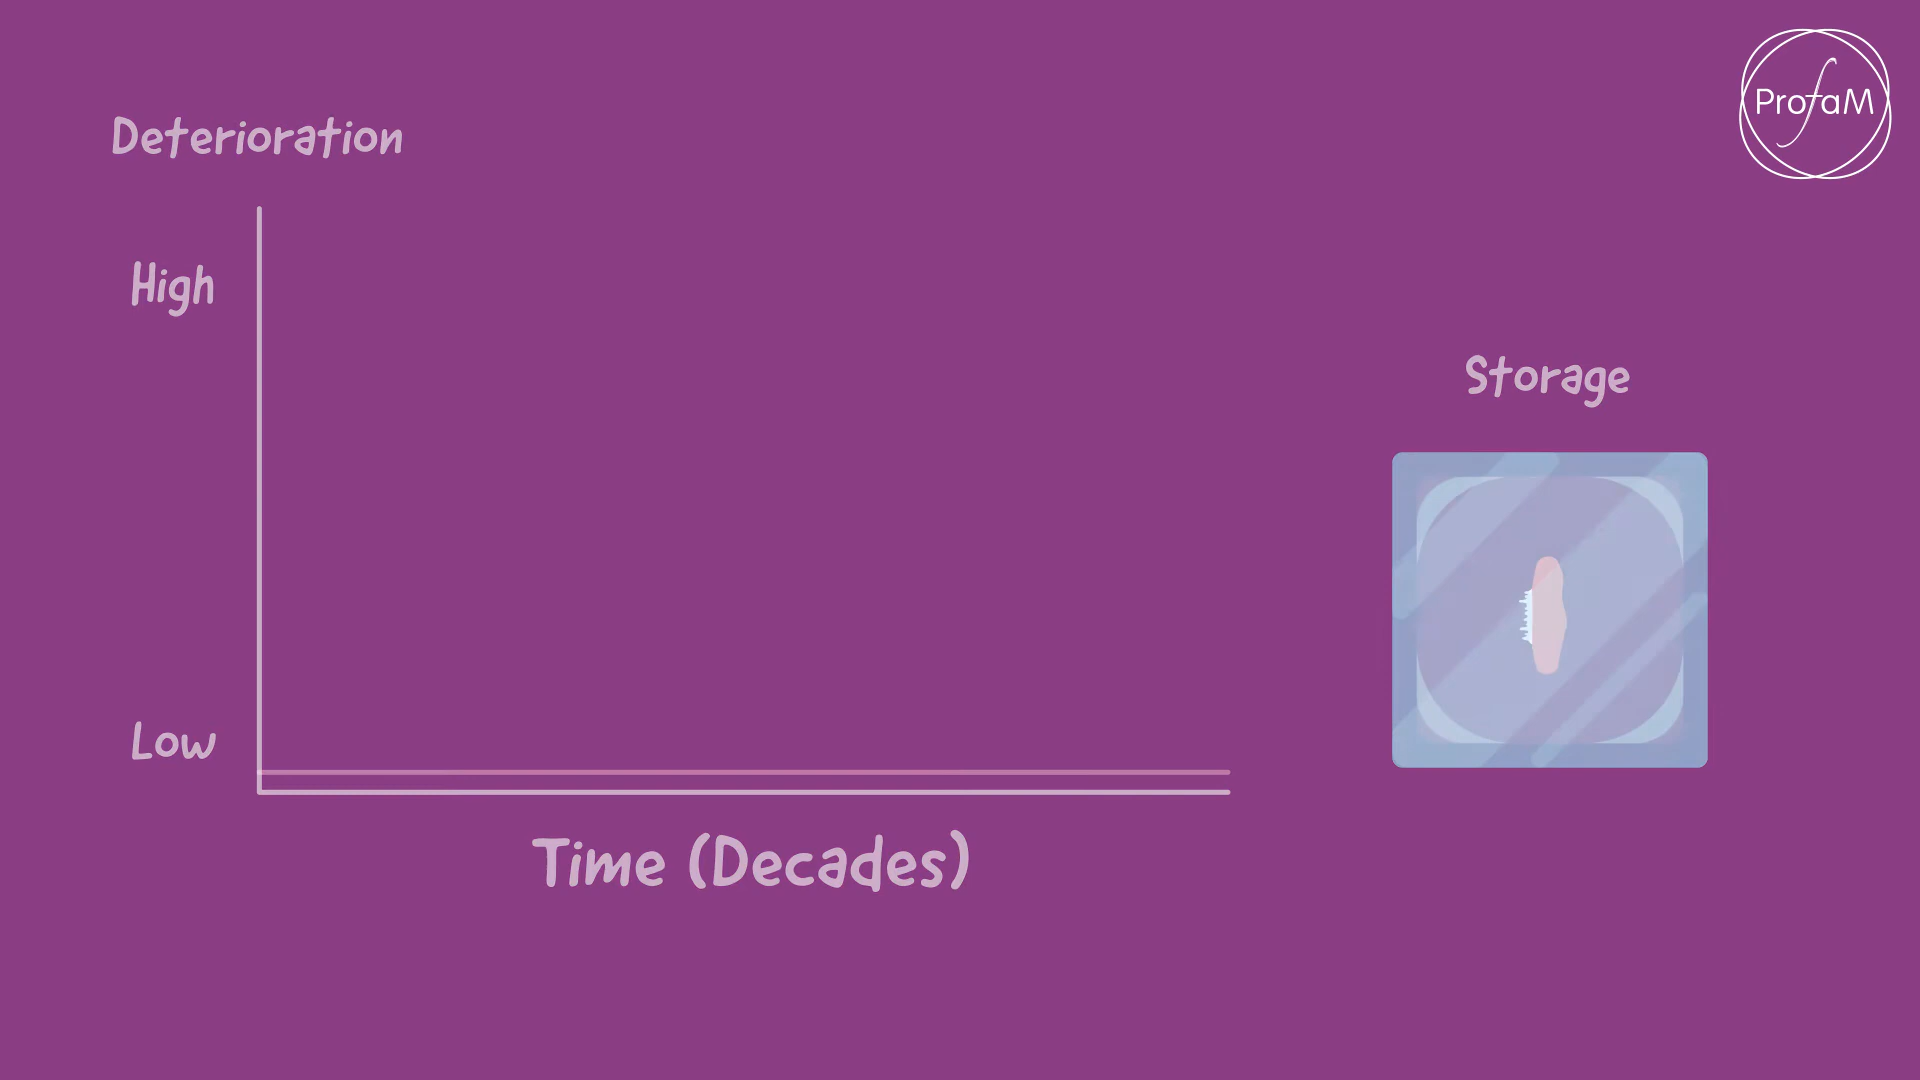 ProfaM
Deterioration
High
Storage
Low
Time (Decades)